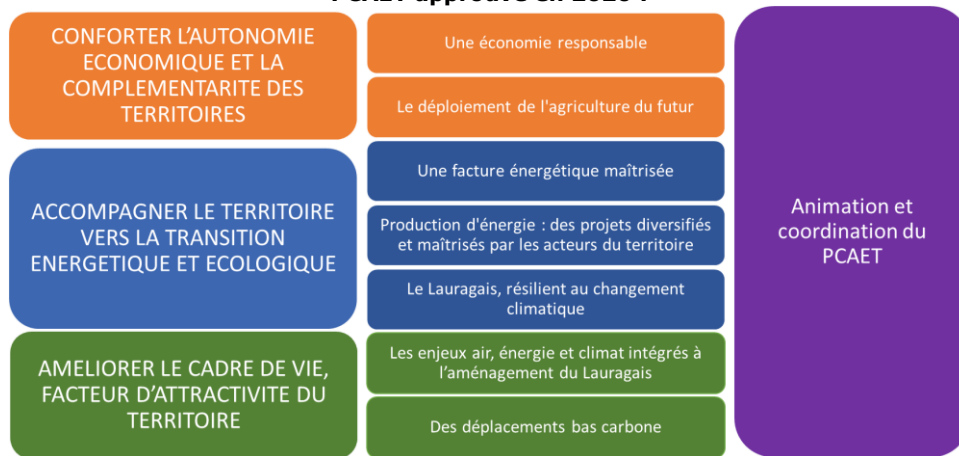 CONFORTER L'AUTONOMIE
ECONOMIQUE ET LA
COMPLEMENTARITE DES
TERRITOIRES
Une économie responsable
Le déploiement de l'agriculture du futur
ACCOMPAGNER LE TERRITOIRE
VERS LA TRANSITION
ENERGETIQUE ET ECOLOGIQUE
Une facture énergétique maîtrisée
Production d'énergie : des projets diversifiés
et maîtrisés par les acteurs du territoire
Le Lauragais, résilient au changement
climatique
AMELIORER LE CADRE DE VIE,
FACTEUR D'ATTRACTIVITE DU
TERRITOIRE
Les enjeux air, énergie et climat intégrés à
l'aménagement du Lauragais
Des déplacements bas carbone
Animation et
coordination du
PCAET